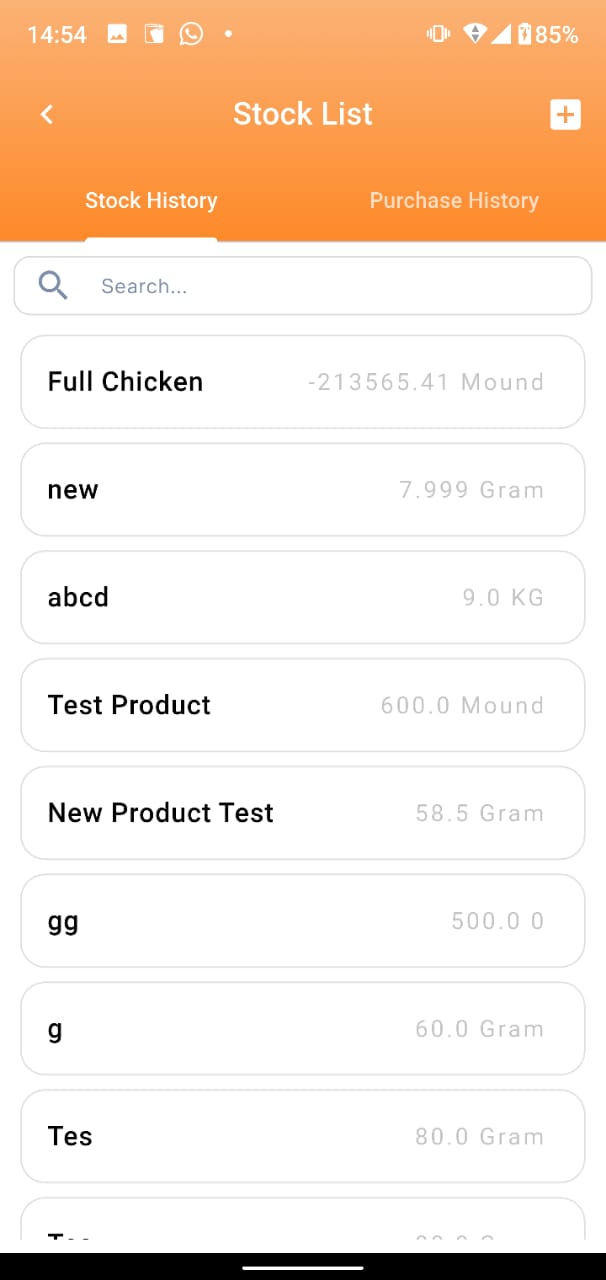 14:54
85%
Stock List
Stock History
Purchase History
Search...
Full Chicken
-213565.41 Mound
new
7.999 Gram
abcd
9.0 KG
Test Product
600.0 Mound
New Product Test
58.5 Gram
gg
500.0 0
g
60.0 Gram
Tes
80.0 Gram